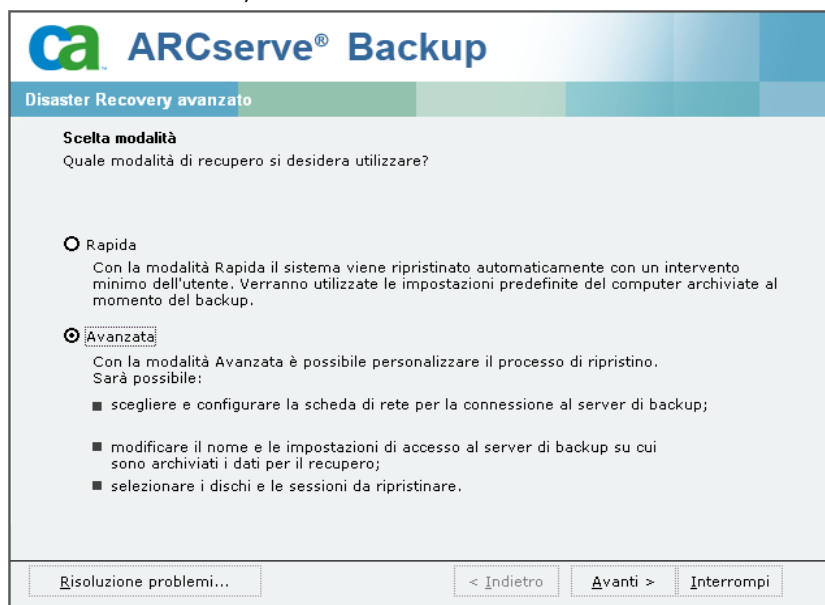 ca ARCserve® Backup
Disaster Recovery avanzato
Scelta modalità
Quale modalità di recupero si desidera utilizzare?
Rapida
Con la modalità Rapida il sistema viene ripristinato automaticamente con un intervento
minimo dell'utente. Verranno utilizzate le impostazioni predefinite del computer archiviate al
momento del backup.
Avanzata
Con la modalità Avanzata è possibile personalizzare il processo di ripristino.
Sarà possibile:
scegliere e configurare la scheda di rete per la connessione al server di backup;
modificare il nome e le impostazioni di accesso al server di backup su cui
sono archiviati i dati per il recupero;
selezionare i dischi e le sessioni da ripristinare.
Risoluzione problemi... < Indietro Avanti > Interrompi